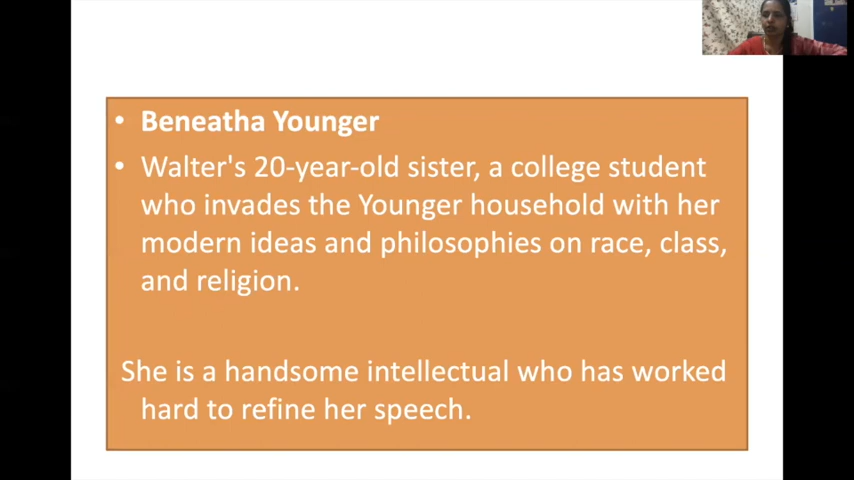 • Beneatha Younger
• Walter's 20-year-old sister, a college student
who invades the Younger household with her
modern ideas and philosophies on race, class,
and religion.
She is a handsome intellectual who has worked
hard to refine her speech.